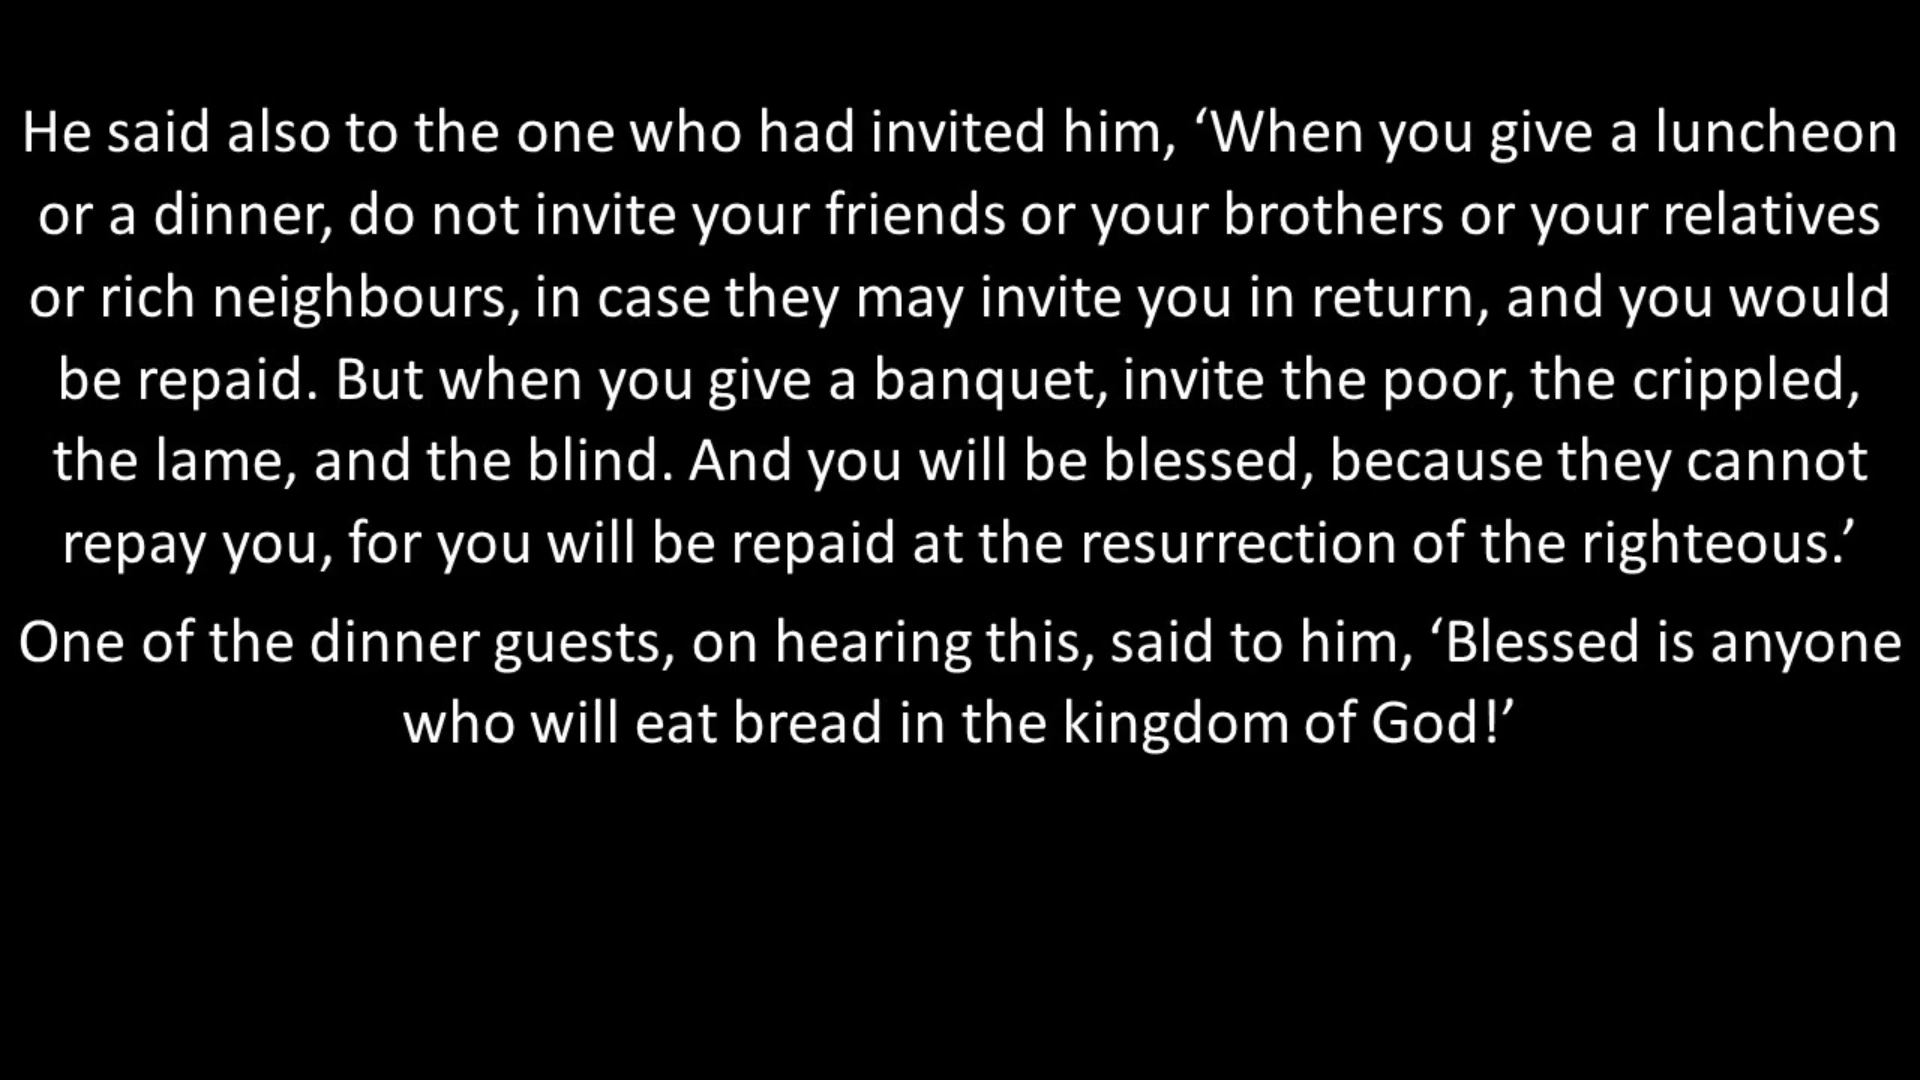 He said also to the one who had invited him, ‘When you give a luncheon
or a dinner, do not invite your friends or your brothers or your relatives
or rich neighbours, in case they may invite you in return, and you would
be repaid. But when you give a banquet, invite the poor, the crippled,
the lame, and the blind. And you will be blessed, because they cannot
repay you, for you will be repaid at the resurrection of the righteous.’
One of the dinner guests, on hearing this, said to him, ‘Blessed is anyone
who will eat bread in the kingdom of God!’